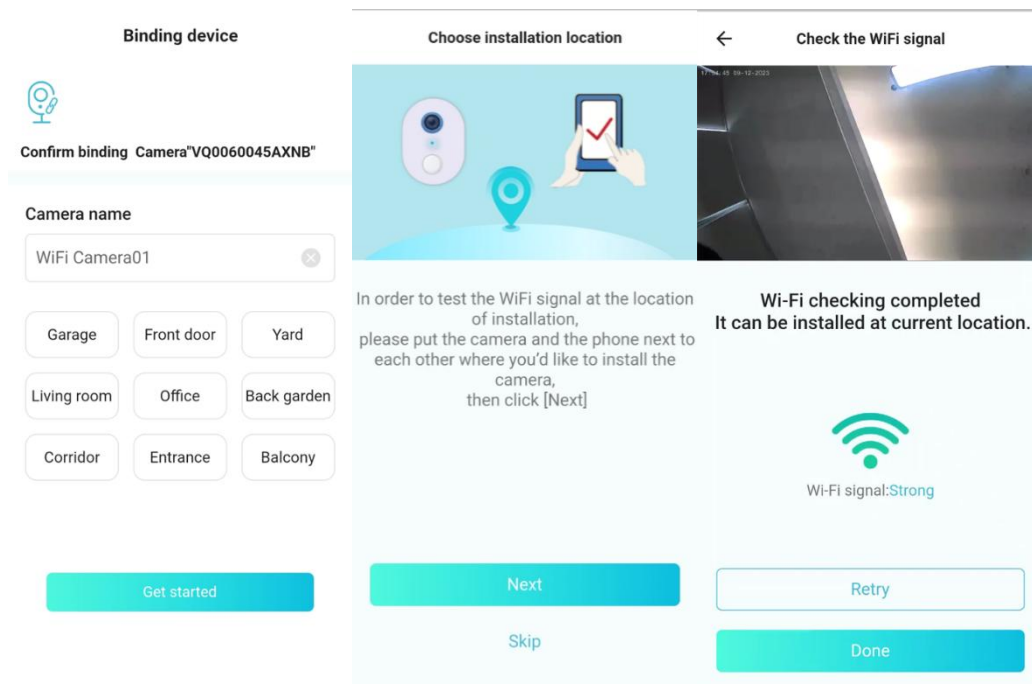 Binding device
Confirm binding Camera"VQ0060045AXNB"
Camera name
WiFi Camera01
Garage
Front door
Yard
Living room
Office
Back garden
Corridor
Entrance
Balcony
Get started
Choose installation location
In order to test the WiFi signal at the location
of installation,
please put the camera and the phone next to
each other where you'd like to install the
camera,
then click [Next]
Next
Skip
Check the WiFi signal
Wi-Fi checking completed
It can be installed at current location.
Wi-Fi signal:Strong
Retry
Done